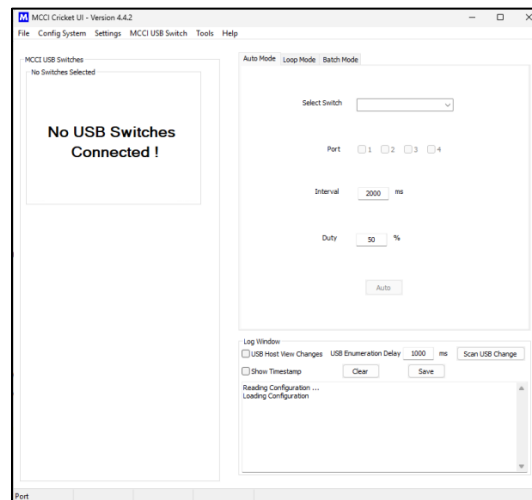 MCCI Cricket UI - Version 4.4.2
File Config System Settings MCCI USB Switch Tools Help
MCCI USB Switches
No Switches Selected
No USB Switches
Connected !
Auto Mode Loop Mode Batch Mode
Select Switch
Port 1 2 3 4
Interval 2000 ms
Duty 50 %
Auto
Log Window
USB Host View Changes USB Enumeration Delay 1000 ms Scan USB Change
Show Timestamp Clear Save
Reading Configuration ...
Loading Configuration
Port